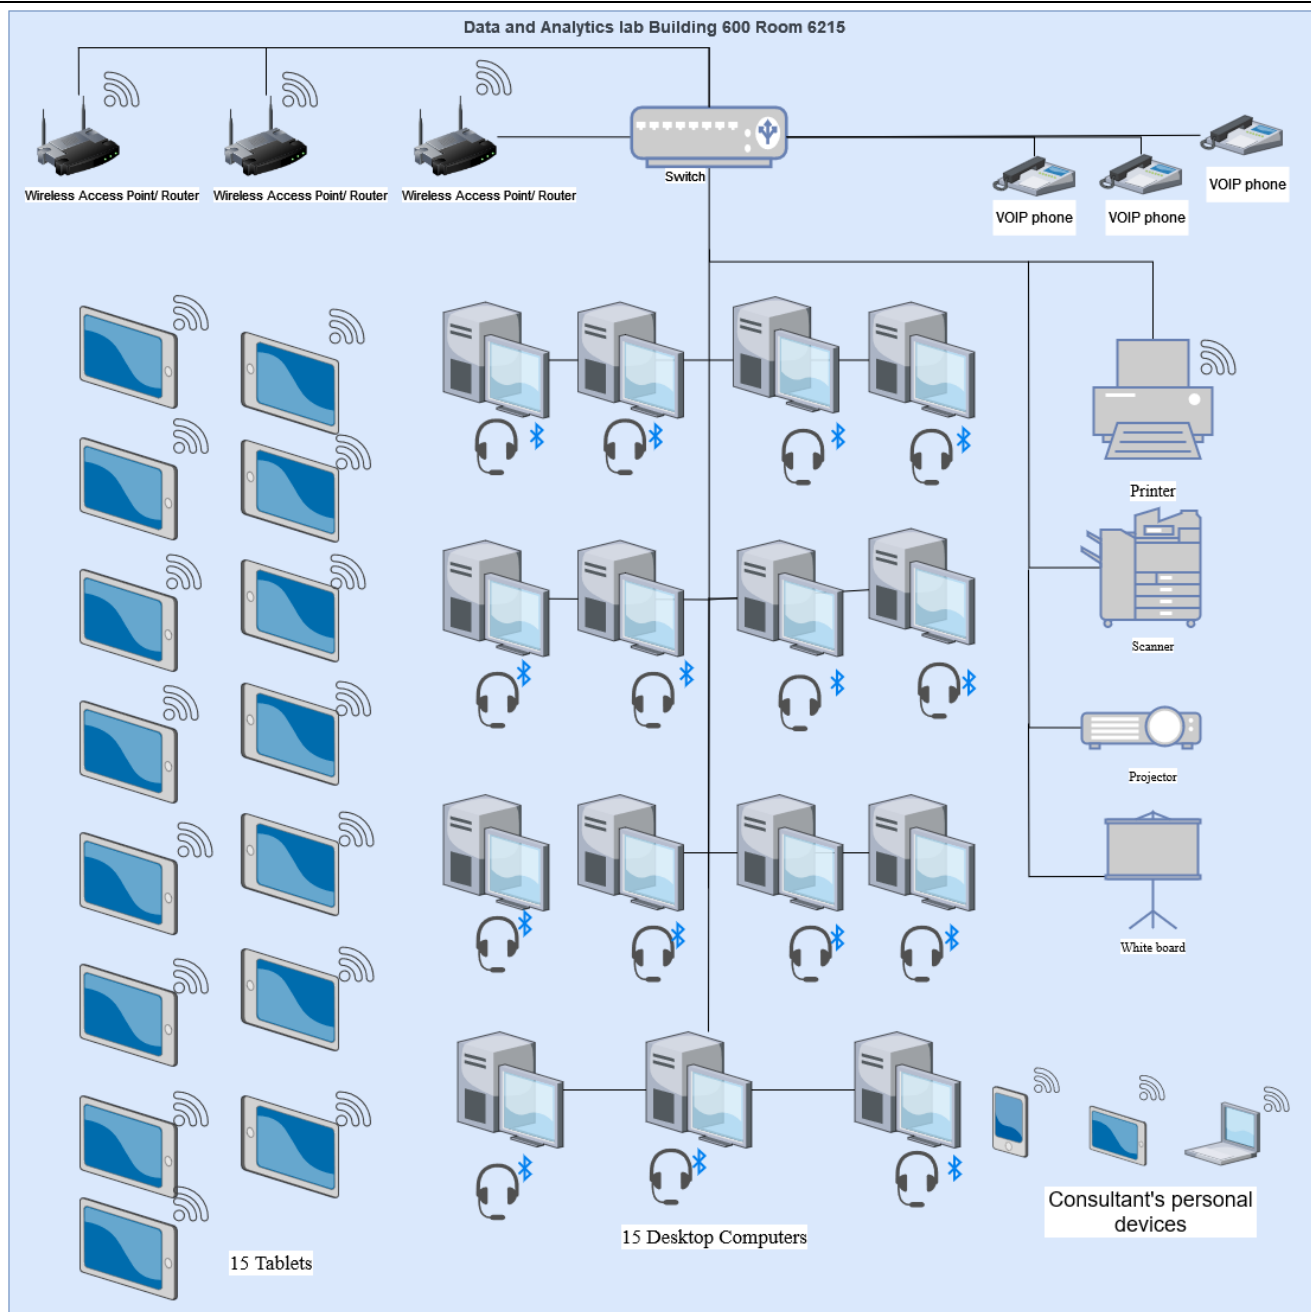 Data and Analytics lab Building 600 Room 6215
Wireless Access Point/ Router
Wireless Access Point/ Router
Wireless Access Point/ Router
Switch
VOIP phone
VOIP phone
VOIP phone
Printer
Scanner
Projector
White board
Consultant's personal
devices
15 Desktop Computers
15 Tablets